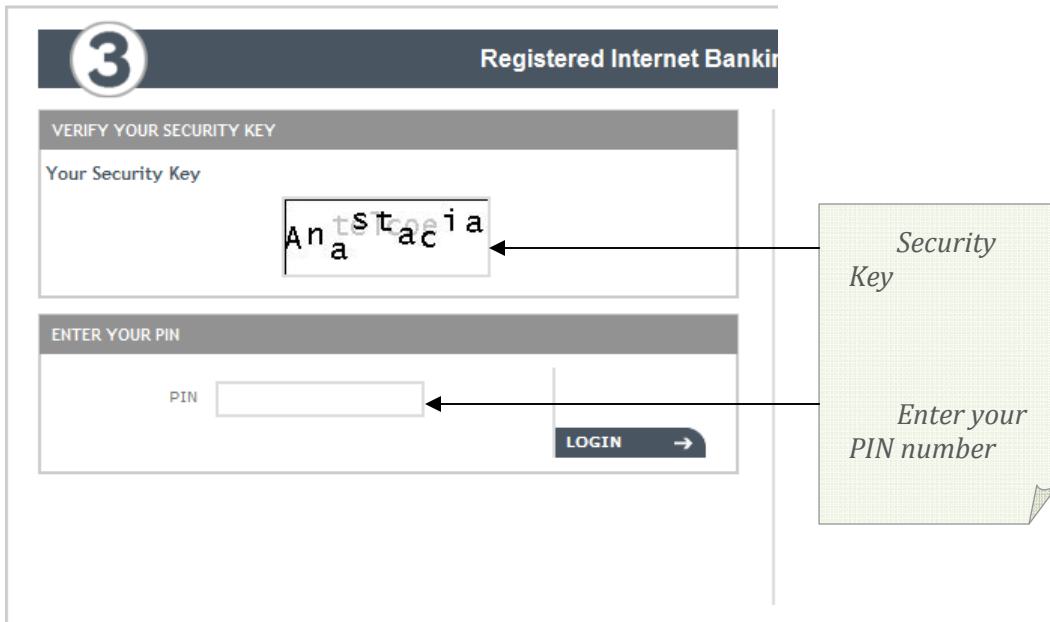 3
Registered Internet
VERIFY YOUR SECURITY KEY
Your Security Key
Anastacia
Security
Key
ENTER YOUR PIN
PIN
Enter your
PIN number
LOGIN